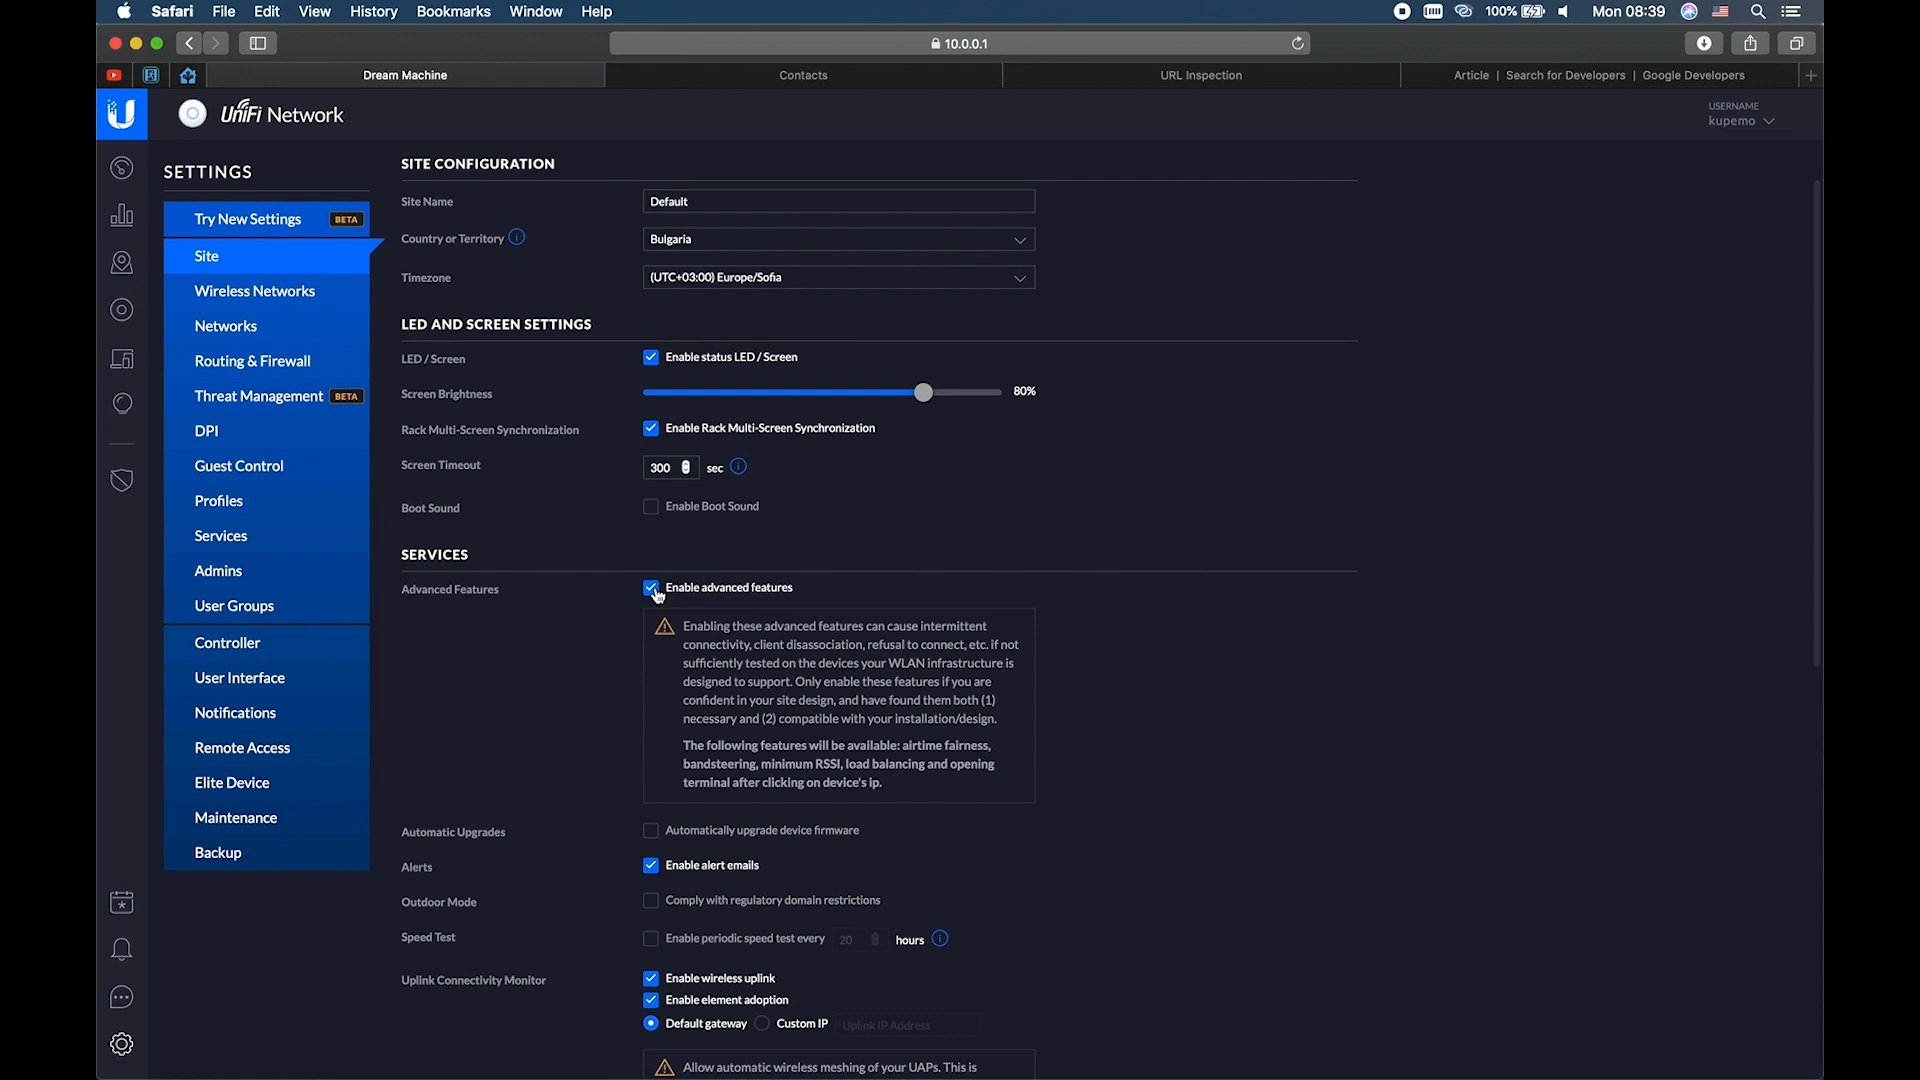 Safari File Edit View History Bookmarks Window Help 100% Mon 08:39
10.0.0.1
Dream Machine Contacts URL Inspection Article | Search for Developers | Google Developers
UniFi Network
USERNAME
kupemo
SETTINGS
Try New Settings BETA
Site
Wireless Networks
Networks
Routing & Firewall
Threat Management BETA
DPI
Guest Control
Profiles
Services
Admins
User Groups
Controller
User Interface
Notifications
Remote Access
Elite Device
Maintenance
Backup
SITE CONFIGURATION
Site Name Default
Country or Territory Bulgaria
Timezone (UTC+03:00) Europe/Sofia
LED AND SCREEN SETTINGS
LED / Screen Enable status LED / Screen
Screen Brightness 80%
Rack Multi-Screen Synchronization Enable Rack Multi-Screen Synchronization
Screen Timeout 300 sec
Boot Sound Enable Boot Sound
SERVICES
Advanced Features Enable advanced features
Enabling these advanced features can cause intermittent
connectivity, client disassociation, refusal to connect, etc. if not
sufficiently tested on the devices your WLAN infrastructure is
designed to support. Only enable these features if you are
confident in your site design, and have found them both (1)
necessary and (2) compatible with your installation/design.
The following features will be available: airtime fairness,
bandsteering, minimum RSSI, load balancing and opening
terminal after clicking on device's ip.
Automatic Upgrades Automatically upgrade device firmware
Alerts Enable alert emails
Outdoor Mode Comply with regulatory domain restrictions
Speed Test Enable periodic speed test every 20 hours
Uplink Connectivity Monitor Enable wireless uplink
Enable element adoption
Default gateway Custom IP Uplink IP Address
Allow automatic wireless meshing of your UAPs. This is